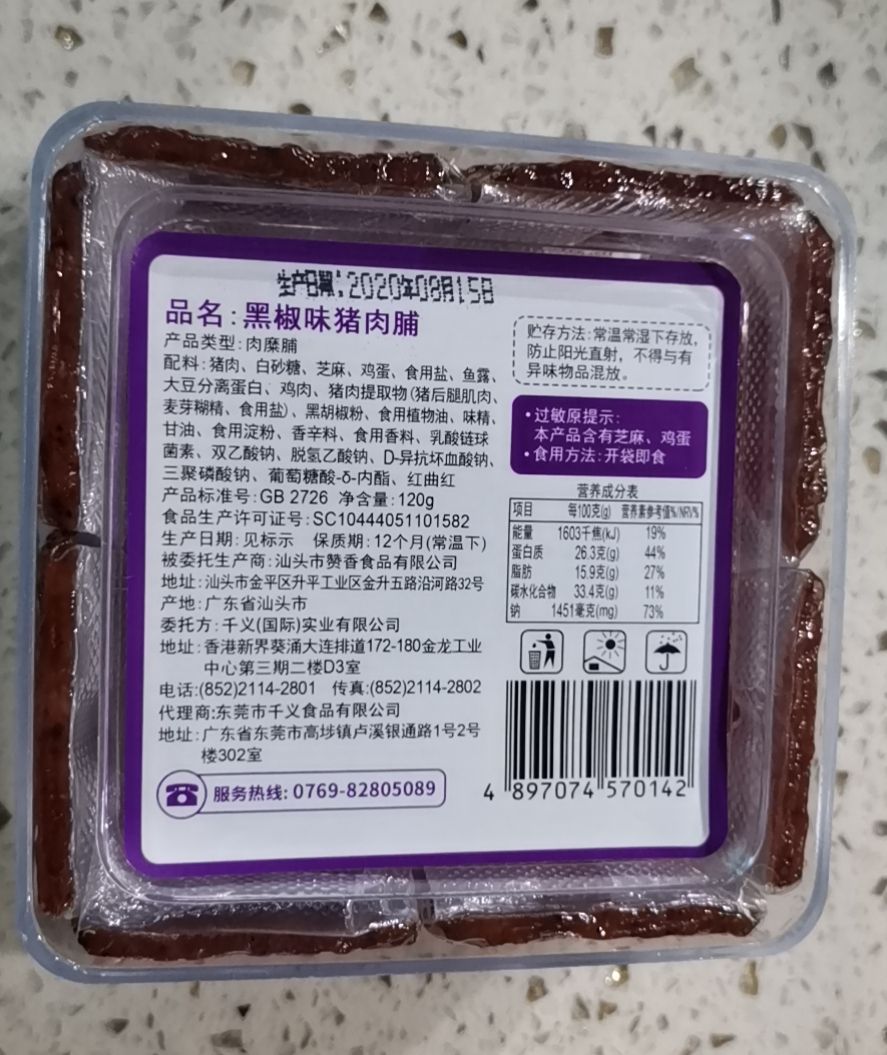 生产日期:2020年08月15日
品名:黑椒味猪肉脯
产品类型:肉糜脯
配料:猪肉、白砂糖、芝麻、鸡蛋、食用盐、鱼露、
大豆分离蛋白、鸡肉、猪肉提取物(猪后腿肌肉、
麦芽糊精、食用盐)、黑胡椒粉、食用植物油、味精、
甘油、食用淀粉、香辛料、食用香料、乳酸链球
菌素、双乙酸钠、脱氢乙酸钠、D-异抗坏血酸钠、
三聚磷酸钠、葡萄糖酸-δ-内酯、红曲红
产品标准号:GB 2726 净含量:120g
食品生产许可证号:SC10444051101582
生产日期:见标示 保质期:12个月(常温下)
被委托生产商:汕头市赞香食品有限公司
地址:汕头市金平区升平工业区金升五路沿河路32号
产地:广东省汕头市
委托方:千义(国际)实业有限公司
地址:香港新界葵涌大连排道172-180金龙工业
中心第三期二楼D3室
电话:(852)2114-2801 传真:(852)2114-2802
代理商:东莞市千义食品有限公司
地址:广东省东莞市高埗镇卢溪银通路1号2号
楼302室
服务热线:0769-82805089
贮存方法:常温常湿下存放,
防止阳光直射,不得与有
异味物品混放。
•过敏原提示:
本产品含有芝麻、鸡蛋
•食用方法:开袋即食
营养成分表
项目 每100克(g) 营养素参考值%/NRV%
能量 1603千焦(kJ) 19%
蛋白质 26.3克(g) 44%
脂肪 15.9克(g) 27%
碳水化合物 33.4克(g) 11%
钠 1451毫克(mg) 73%
4 897074 570142